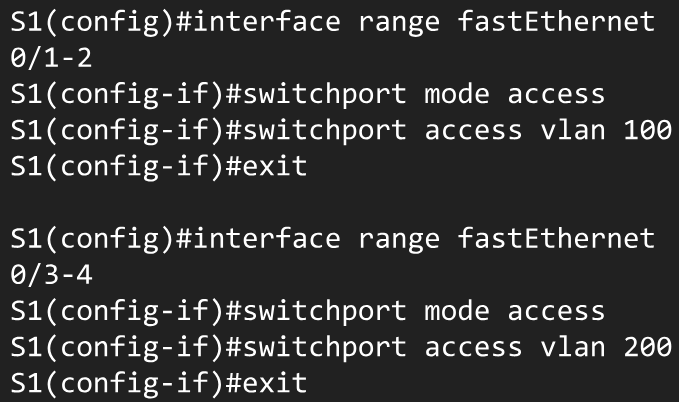 S1(config)#interface range fastEthernet
0/1-2
S1(config-if)#switchport mode access
S1(config-if)#switchport access vlan 100
S1(config-if)#exit
S1(config)#interface range fastEthernet
0/3-4
S1(config-if)#switchport mode access
S1(config-if)#switchport access vlan 200
S1(config-if)#exit